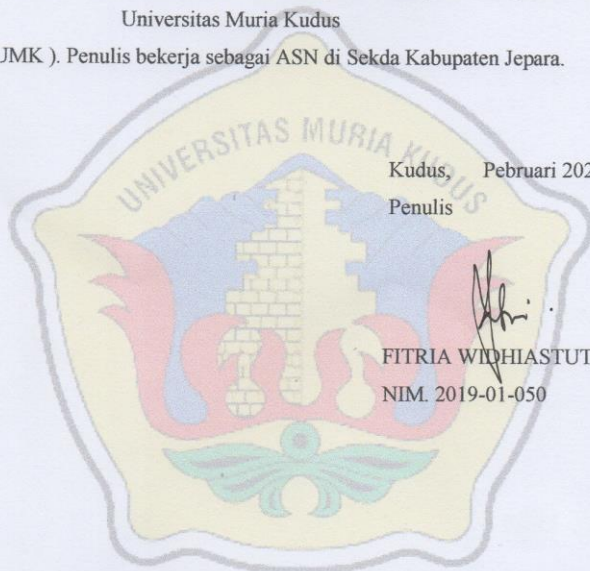 Universitas Muria Kudus
UMK ). Penulis bekerja sebagai ASN di Sekda Kabupaten Jepara.
UNIVERSITAS MURIA KUDUS
Kudus, Pebruari 202
Penulis
FITRIA WIDHIASTUT
NIM. 2019-01-050